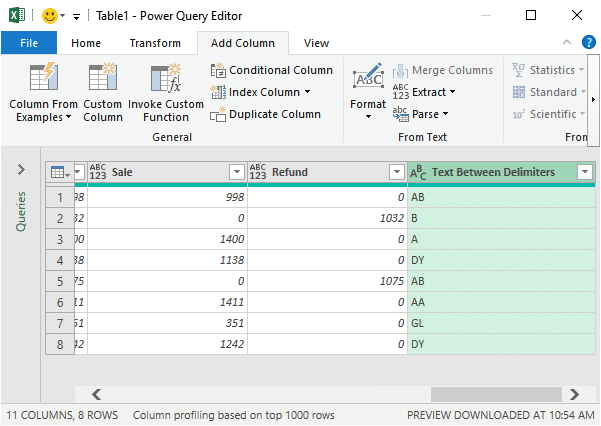 Table1 - Power Query Editor
File Home Transform Add Column View
Column From Examples
Custom Column
Invoke Custom Function
Conditional Column
Index Column
Duplicate Column
General
ABC
Format
Merge Columns
ABC 123 Extract
abc Parse
From Text
Statistics
Standard
Scientific
From
Queries
ABC 123 Sale ABC 123 Refund ABC Text Between Delimiters
1 98 998 0 AB
2 32 0 1032 B
3 00 1400 0 A
4 38 1138 0 DY
5 75 0 1075 AB
6 11 1411 0 AA
7 51 351 0 GL
8 42 1242 0 DY
11 COLUMNS, 8 ROWS Column profiling based on top 1000 rows PREVIEW DOWNLOADED AT 10:54 AM